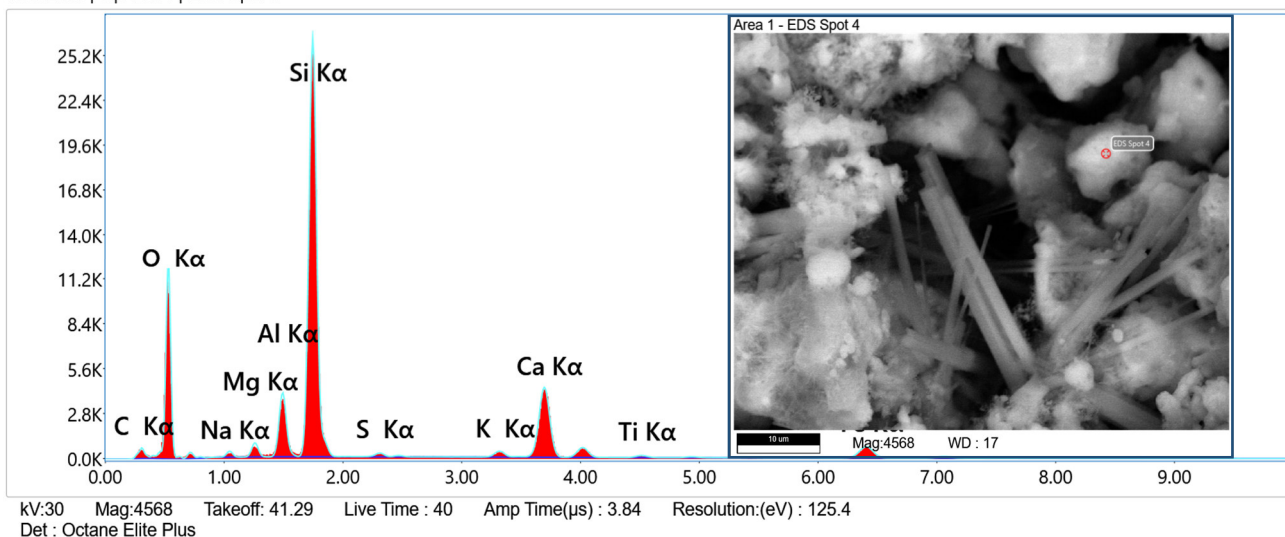 Area 1 - EDS Spot 4
25.2K
22.4K
19.6K
16.8K
14.0K
11.2K
8.4K
5.6K
2.8K
0.0K
Si Kα
O Kα
Al Kα
Mg Kα
Ca Kα
C Kα
Na Kα
S Kα
K Kα
Ti Kα
EDS Spot 4
10 um
Mag:4568 WD : 17
0.00 1.00 2.00 3.00 4.00 5.00 6.00 7.00 8.00 9.00
kV:30 Mag:4568 Takeoff: 41.29 Live Time : 40 Amp Time(µs) : 3.84 Resolution:(eV) : 125.4
Det : Octane Elite Plus